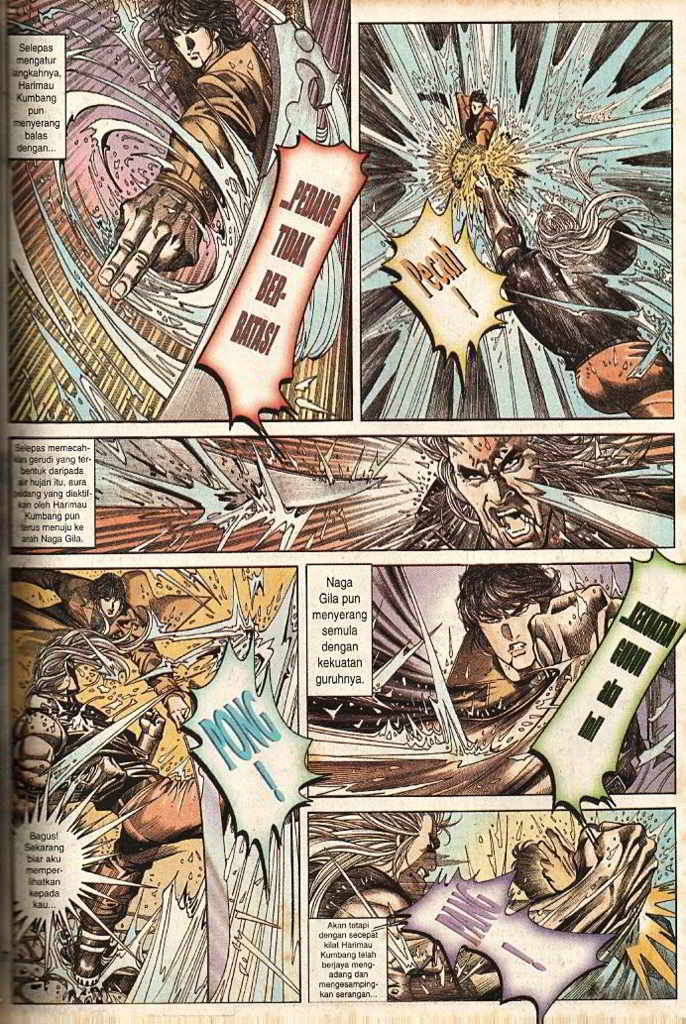 Selepas
mengatur
langkahnya,
Harimau
Kumbang
pun
menyerang
balas
dengan...
...PEDANG
TIDAK
BER-
BATAS!
Pecah
!
Selepas memecah-
kan gerudi yang ter-
bentuk daripada
air hujan itu, aura
pedang yang diaktif-
kan oleh Harimau
Kumbang pun
terus menuju ke
arah Naga Gila.
PONG
!
Bagus!
Sekarang
biar aku
memper-
lihatkan
kepada
kau...
Naga
Gila pun
menyerang
semula
dengan
kekuatan
guruhnya.
PANG
!
Akan tetapi
dengan secepat
kilat Harimau
Kumbang telah
berjaya meng-
adang dan
mengesamping-
kan serangan...